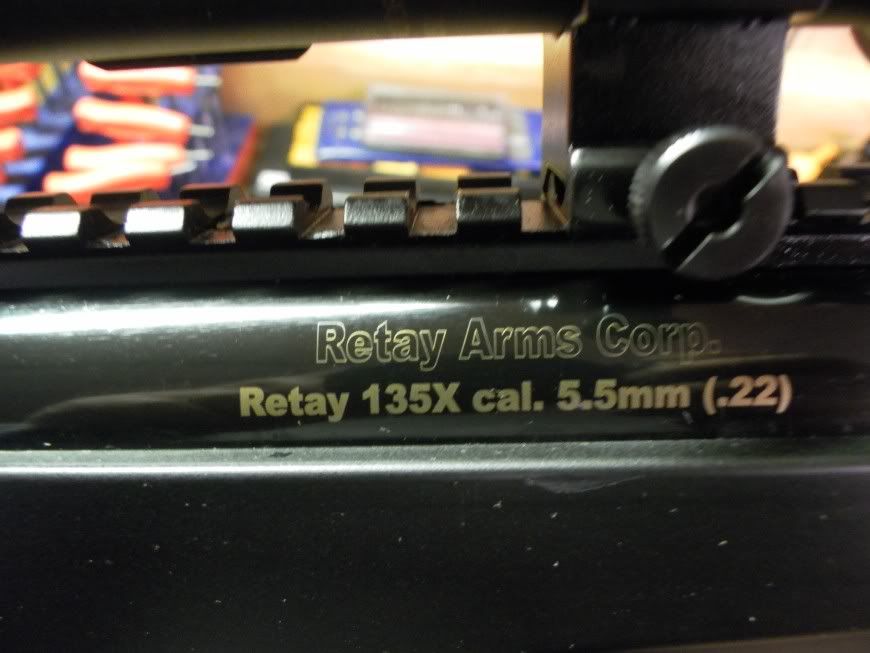 Retay Arms Corp.
Retay 135X cal. 5.5mm (.22)